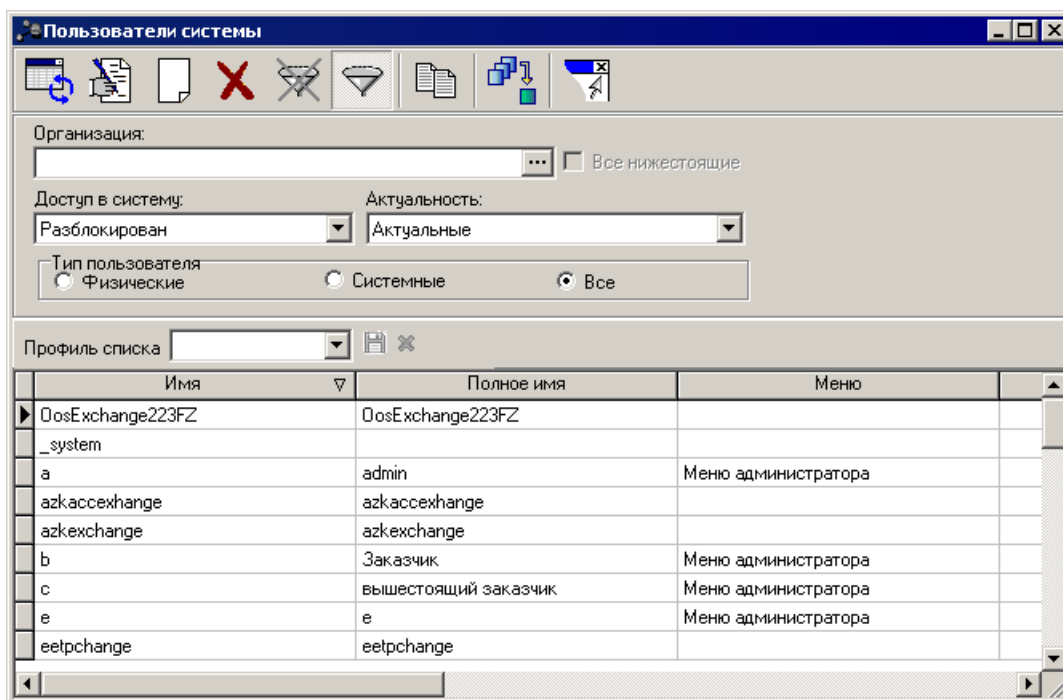 Пользователи системы
Организация:
Все нижестоящие
Доступ в систему: Актуальность:
Разблокирован Актуальные
Тип пользователя
Физические Системные Все
Профиль списка
Имя Полное имя Меню
OosExchange223FZ OosExchange223FZ
_system
a admin Меню администратора
azkaccexhange azkaccexhange
azkexchange azkexchange
b Заказчик Меню администратора
c вышестоящий заказчик Меню администратора
e e Меню администратора
eetpchange eetpchange